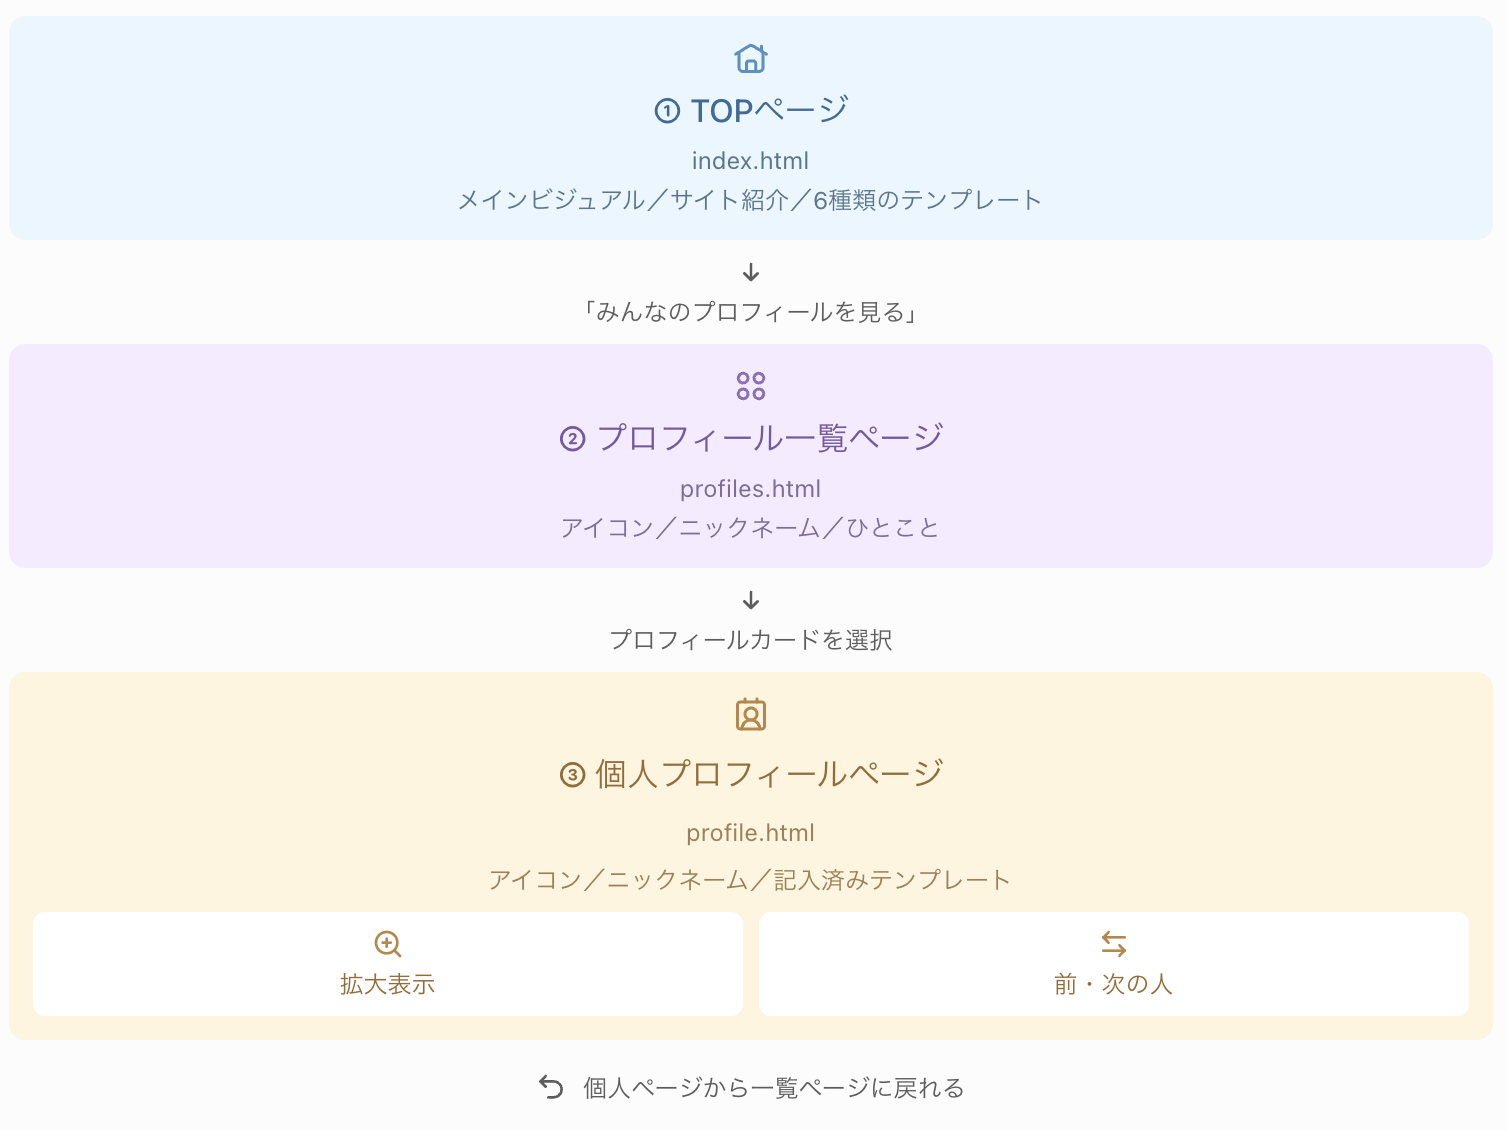 ① TOPページ
index.html
メインビジュアル／サイト紹介／6種類のテンプレート
「みんなのプロフィールを見る」
② プロフィール一覧ページ
profiles.html
アイコン／ニックネーム／ひとこと
プロフィールカードを選択
③ 個人プロフィールページ
profile.html
アイコン／ニックネーム／記入済みテンプレート
拡大表示
前・次の人
個人ページから一覧ページに戻れる